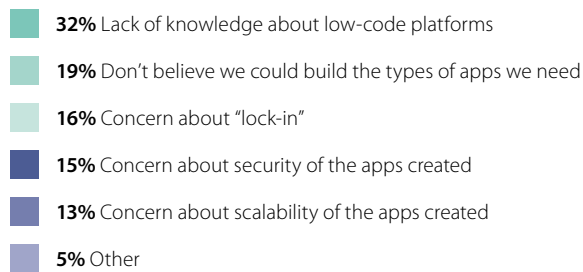 32% Lack of knowledge about low-code platforms
19% Don’t believe we could build the types of apps we need
16% Concern about “lock-in”
15% Concern about security of the apps created
13% Concern about scalability of the apps created
5% Other